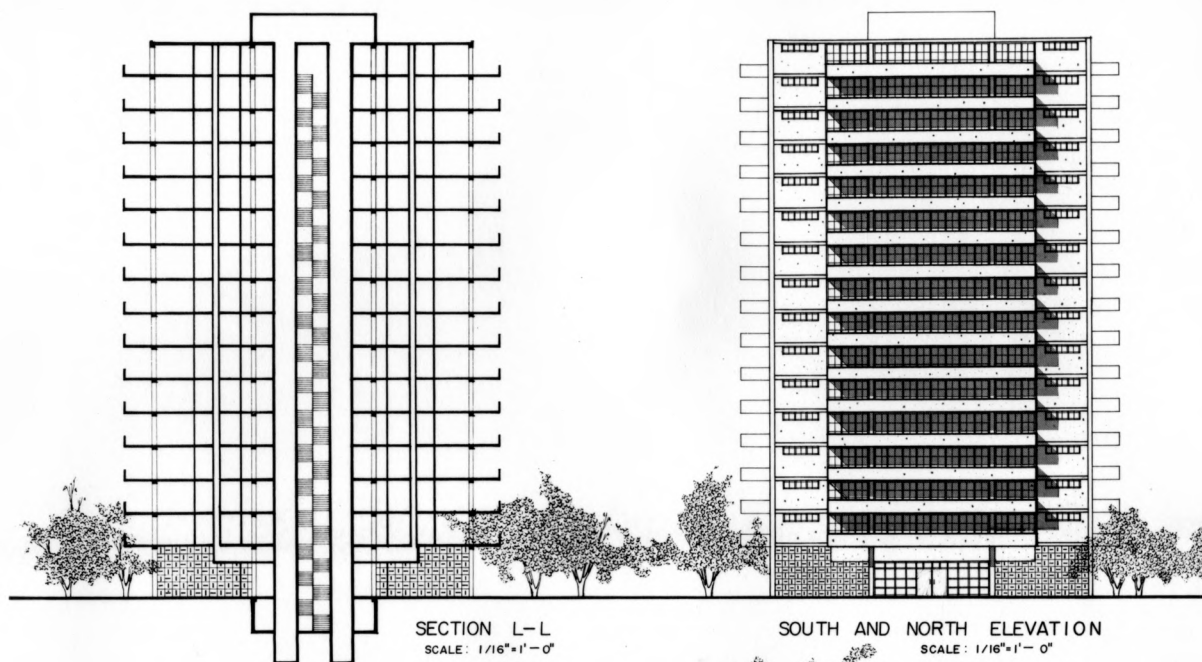 SECTION L-L
SCALE: 1/16"=1'-0"
SOUTH AND NORTH ELEVATION
SCALE: 1/16"=1'-0"